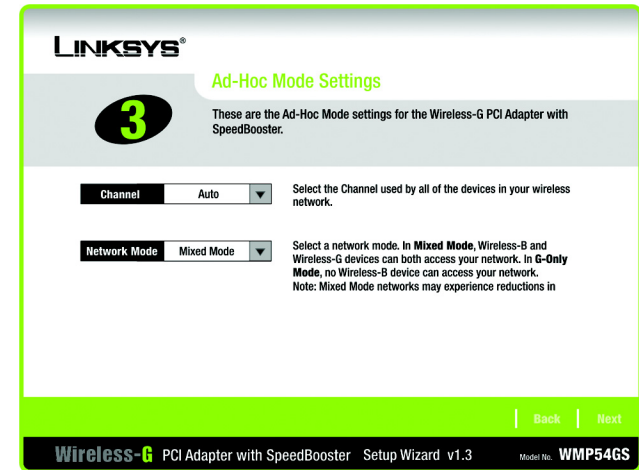 LINKSYS®
Ad-Hoc Mode Settings
3
These are the Ad-Hoc Mode settings for the Wireless-G PCI Adapter with
SpeedBooster.
Channel
Auto
Select the Channel used by all of the devices in your wireless
network.
Network Mode
Mixed Mode
Select a network mode. In Mixed Mode, Wireless-B and
Wireless-G devices can both access your network. In G-Only
Mode, no Wireless-B device can access your network.
Note: Mixed Mode networks may experience reductions in
Back
Next
Wireless-G PCI Adapter with SpeedBooster Setup Wizard v1.3 Model No. WMP54GS